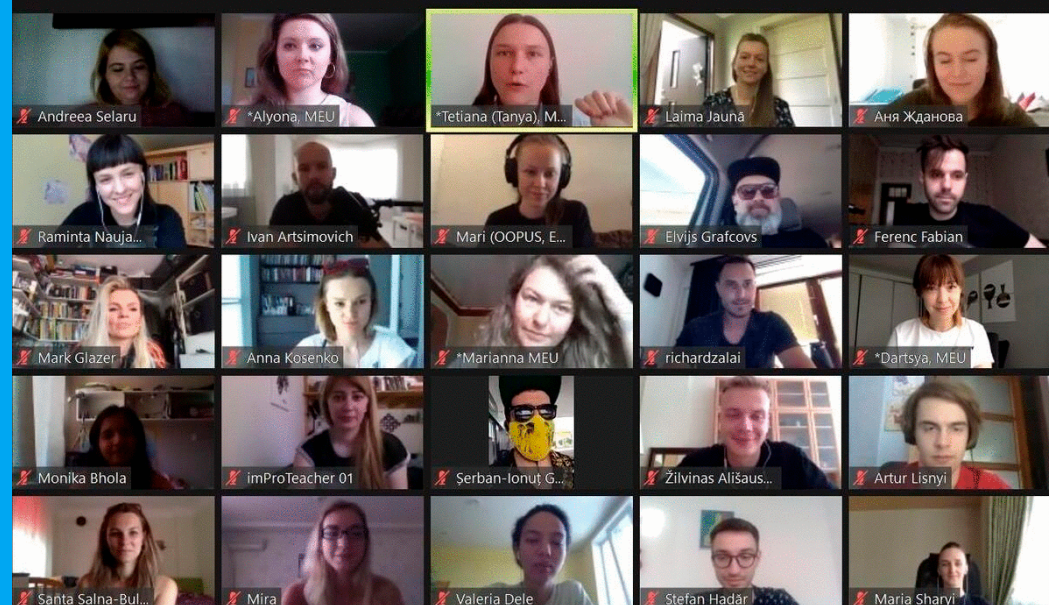 Andreea Selaru
*Alyona, MEU
*Tetiana (Tanya), M...
Laima Jaunā
Аня Жданова
Raminta Nauja...
Ivan Artsimovich
Mari (OOPUS, E...
Elvijs Grafcovs
Ferenc Fabian
Mark Glazer
Anna Kosenko
*Marianna MEU
richardzalai
*Dartsya, MEU
Monika Bhola
imProTeacher 01
Șerban-Ionuț G...
Žilvinas Ališaus...
Artur Lisnyi
Santa Salna-Bul...
Mira
Valeria Dele
Ștefan Hadăr
Maria Sharyi